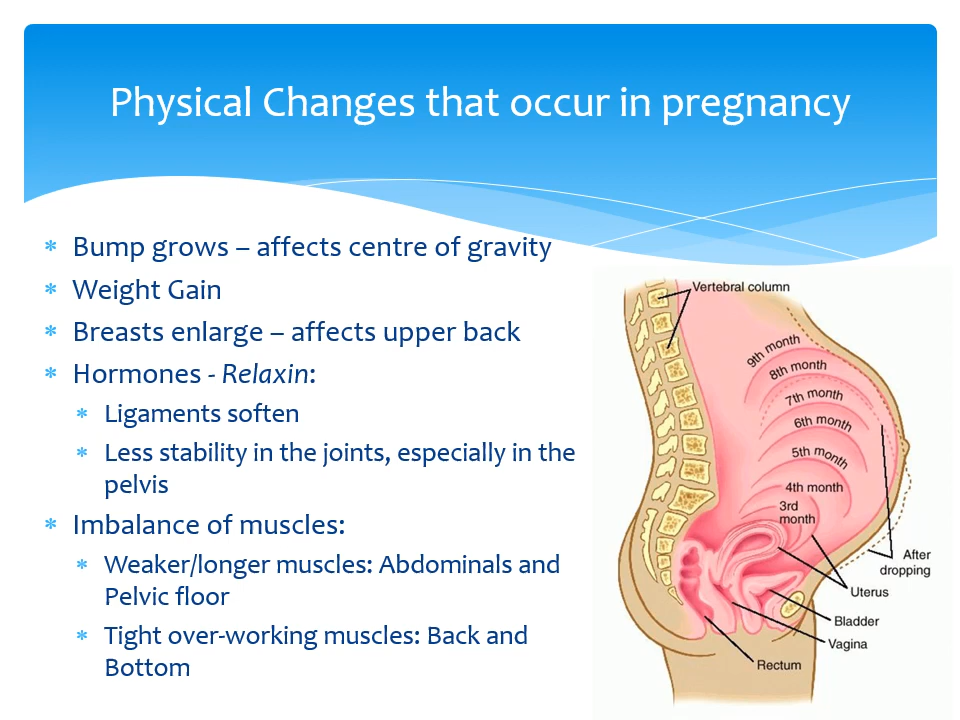 Physical Changes that occur in pregnancy
* Bump grows – affects centre of gravity
* Weight Gain
* Breasts enlarge – affects upper back
* Hormones - Relaxin:
* Ligaments soften
* Less stability in the joints, especially in the
pelvis
* Imbalance of muscles:
* Weaker/longer muscles: Abdominals and
Pelvic floor
* Tight over-working muscles: Back and
Bottom
Vertebral column
9th month
8th month
7th month
6th month
5th month
4th month
3rd
month
After
dropping
Uterus
Bladder
Vagina
Rectum